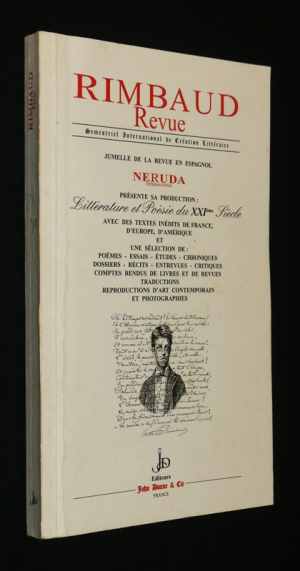 RIMBAUD
RIMBAUD
Revue
Semestriel International de Création Littéraire
JUMELLE DE LA REVUE EN ESPAGNOL
NERUDA
INTERNACIONAL
PRÉSENTE SA PRODUCTION :
Littérature et Poésie du XXIème Siècle
AVEC DES TEXTES INÉDITS DE FRANCE,
D'EUROPE, D'AMÉRIQUE
ET
UNE SÉLECTION DE :
POÈMES - ESSAIS - ÉTUDES - CHRONIQUES
DOSSIERS - RÉCITS - ENTREVUES - CRITIQUES
COMPTES RENDUS DE LIVRES ET DE REVUES
TRADUCTIONS
REPRODUCTIONS D'ART CONTEMPORAIN
ET PHOTOGRAPHIES
Editeurs
John Donne & Cie
FRANCE